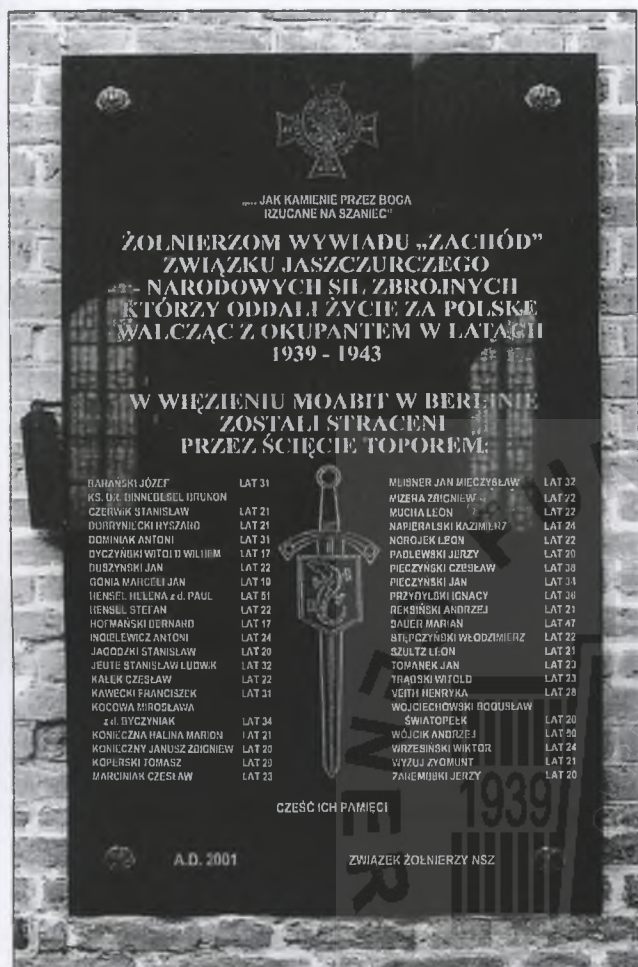 „... JAK KAMIENIE PRZEZ BOGA
RZUCANE NA SZANIEC"
ŻOŁNIERZOM WYWIADU „ZACHÓD"
ZWIĄZKU JASZCZURCZEGO
- NARODOWYCH SIŁ ZBROJNYCH
KTÓRZY ODDALI ŻYCIE ZA POLSKĘ
WALCZĄC Z OKUPANTEM W LATACH
1939 - 1943
W WIĘZIENIU MOABIT W BERLINIE
ZOSTALI STRACENI
PRZEZ ŚCIĘCIE TOPOREM:
BARAŃSKI JÓZEF LAT 31
KS. DR. BINNEBESEL BRUNON
CZERWIK STANISŁAW LAT 21
DOBRYNIECKI RYSZARD LAT 21
DOMINIAK ANTONI LAT 31
DYCZYŃSKI WITOLD WILHEM LAT 17
DUSZYŃSKI JAN LAT 22
GONIA MARCELI JAN LAT
HENSEL HELENA z d. PAUL LAT 51
HENSEL STEFAN LAT 22
HOFMAŃSKI BERNARD LAT 17
ANTONI LAT 24
JAGODZKI STANISŁAW LAT 20
JEUTE STANISŁAW LUDWIK LAT 32
KAŁEK CZESŁAW LAT 22
KAWECKI FRANCISZEK LAT 31
KOCOWA MIROSŁAWA
z d. BYCZYNIAK LAT 34
KONIECZNA HALINA MARION LAT 21
KONIECZNY JANUSZ ZBIGNIEW LAT 20
KOPERSKI TOMASZ LAT 29
MARCINIAK CZESŁAW LAT 23
MEISNER JAN MIECZYSŁAW LAT 32
MIZERA ZBIGNIEW LAT 22
MUCHA LEON LAT 22
NAPIERALSKI KAZIMIERZ LAT 24
NOROJEK LEON LAT 22
PADLEWSKI JERZY LAT 20
PIECZYŃSKI CZESŁAW LAT 38
PIECZYŃSKI JAN LAT 34
PRZYBYLSKI IGNACY LAT 36
REKSIŃSKI ANDRZEJ LAT 21
SAUER MARIAN LAT 47
STĘPCZYŃSKI WŁODZIMIERZ LAT 22
SZULTZ LEON LAT 21
TOMANEK JAN LAT 23
TRĄBSKI WITOLD LAT 23
VEITH HENRYKA LAT 28
WOJCIECHOWSKI BOGUSŁAW
ŚWIATOPEŁK LAT 20
WÓJCIK ANDRZEJ LAT
WRZESIŃSKI WIKTOR LAT 24
WYZUJ ZYGMUNT LAT 21
ZAREMBSKI JERZY LAT 20
CZEŚĆ ICH PAMIĘCI
A.D. 2001 ZWIĄZEK ŻOŁNIERZY NSZ
1939
ENER